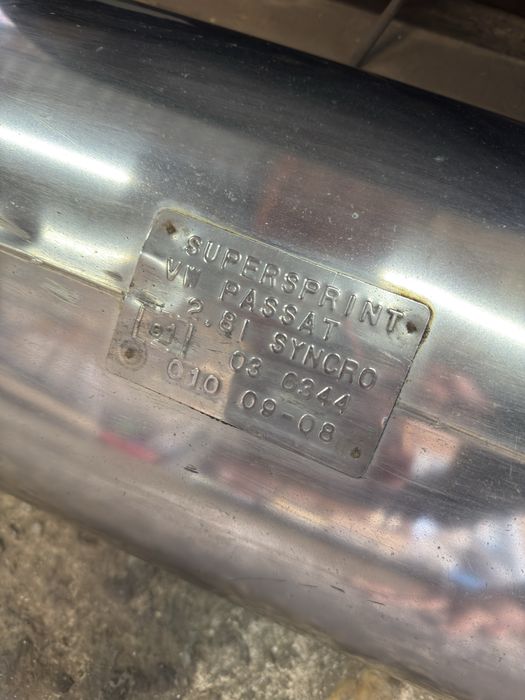 SUPERSPRINT
VW PASSAT
2.8I SYNCRO
e1 03 0344
010 09-08